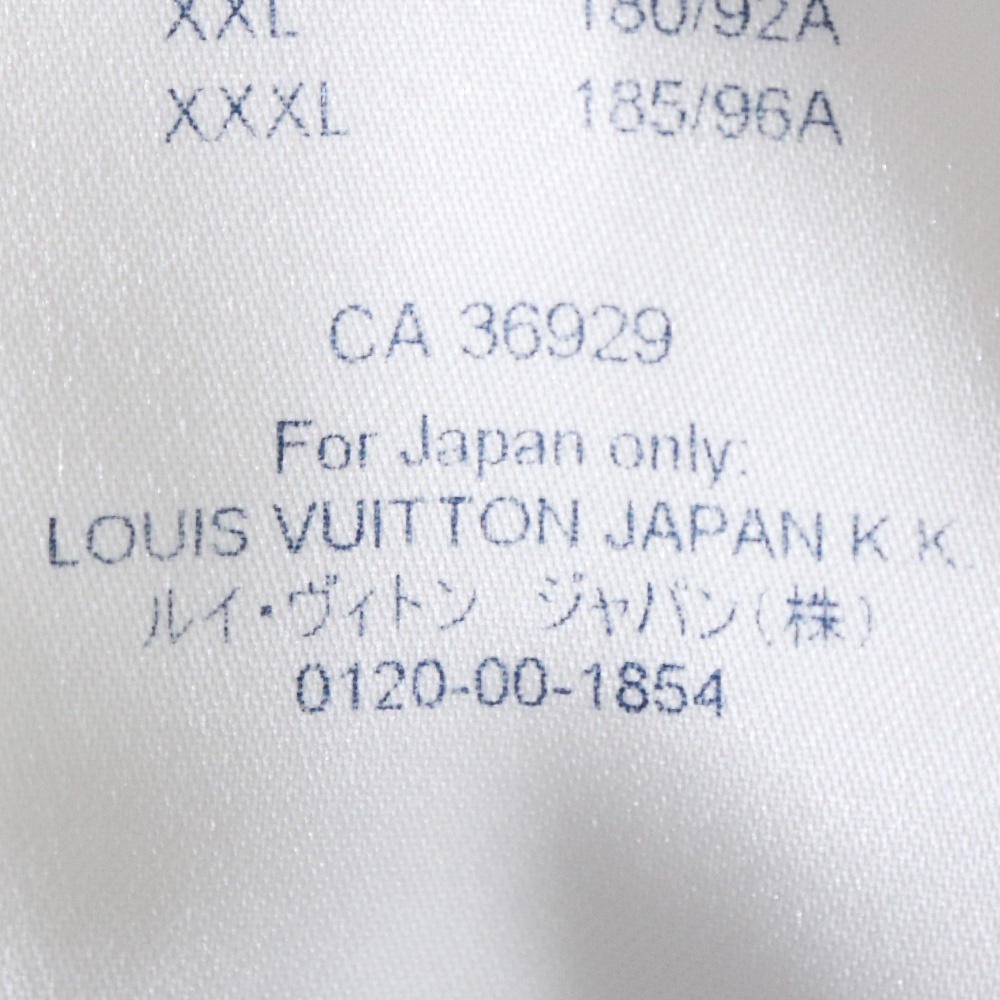 XXL 180/92A
XXXL 185/96A
CA 36929
For Japan only:
LOUIS VUITTON JAPAN K K.
ルイ・ヴィトン ジャパン(株)
0120-00-1854